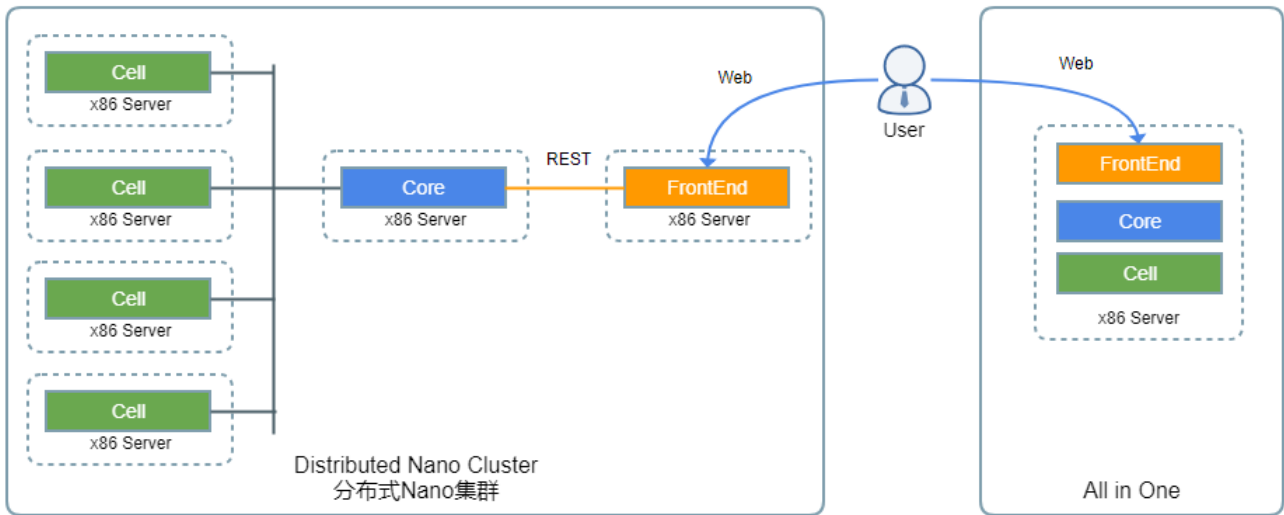 Cell
x86 Server
Cell
x86 Server
Cell
x86 Server
Cell
x86 Server
Core
x86 Server
REST
FrontEnd
x86 Server
Web
User
Web
FrontEnd
Core
Cell
x86 Server
Distributed Nano Cluster
分布式Nano集群
All in One